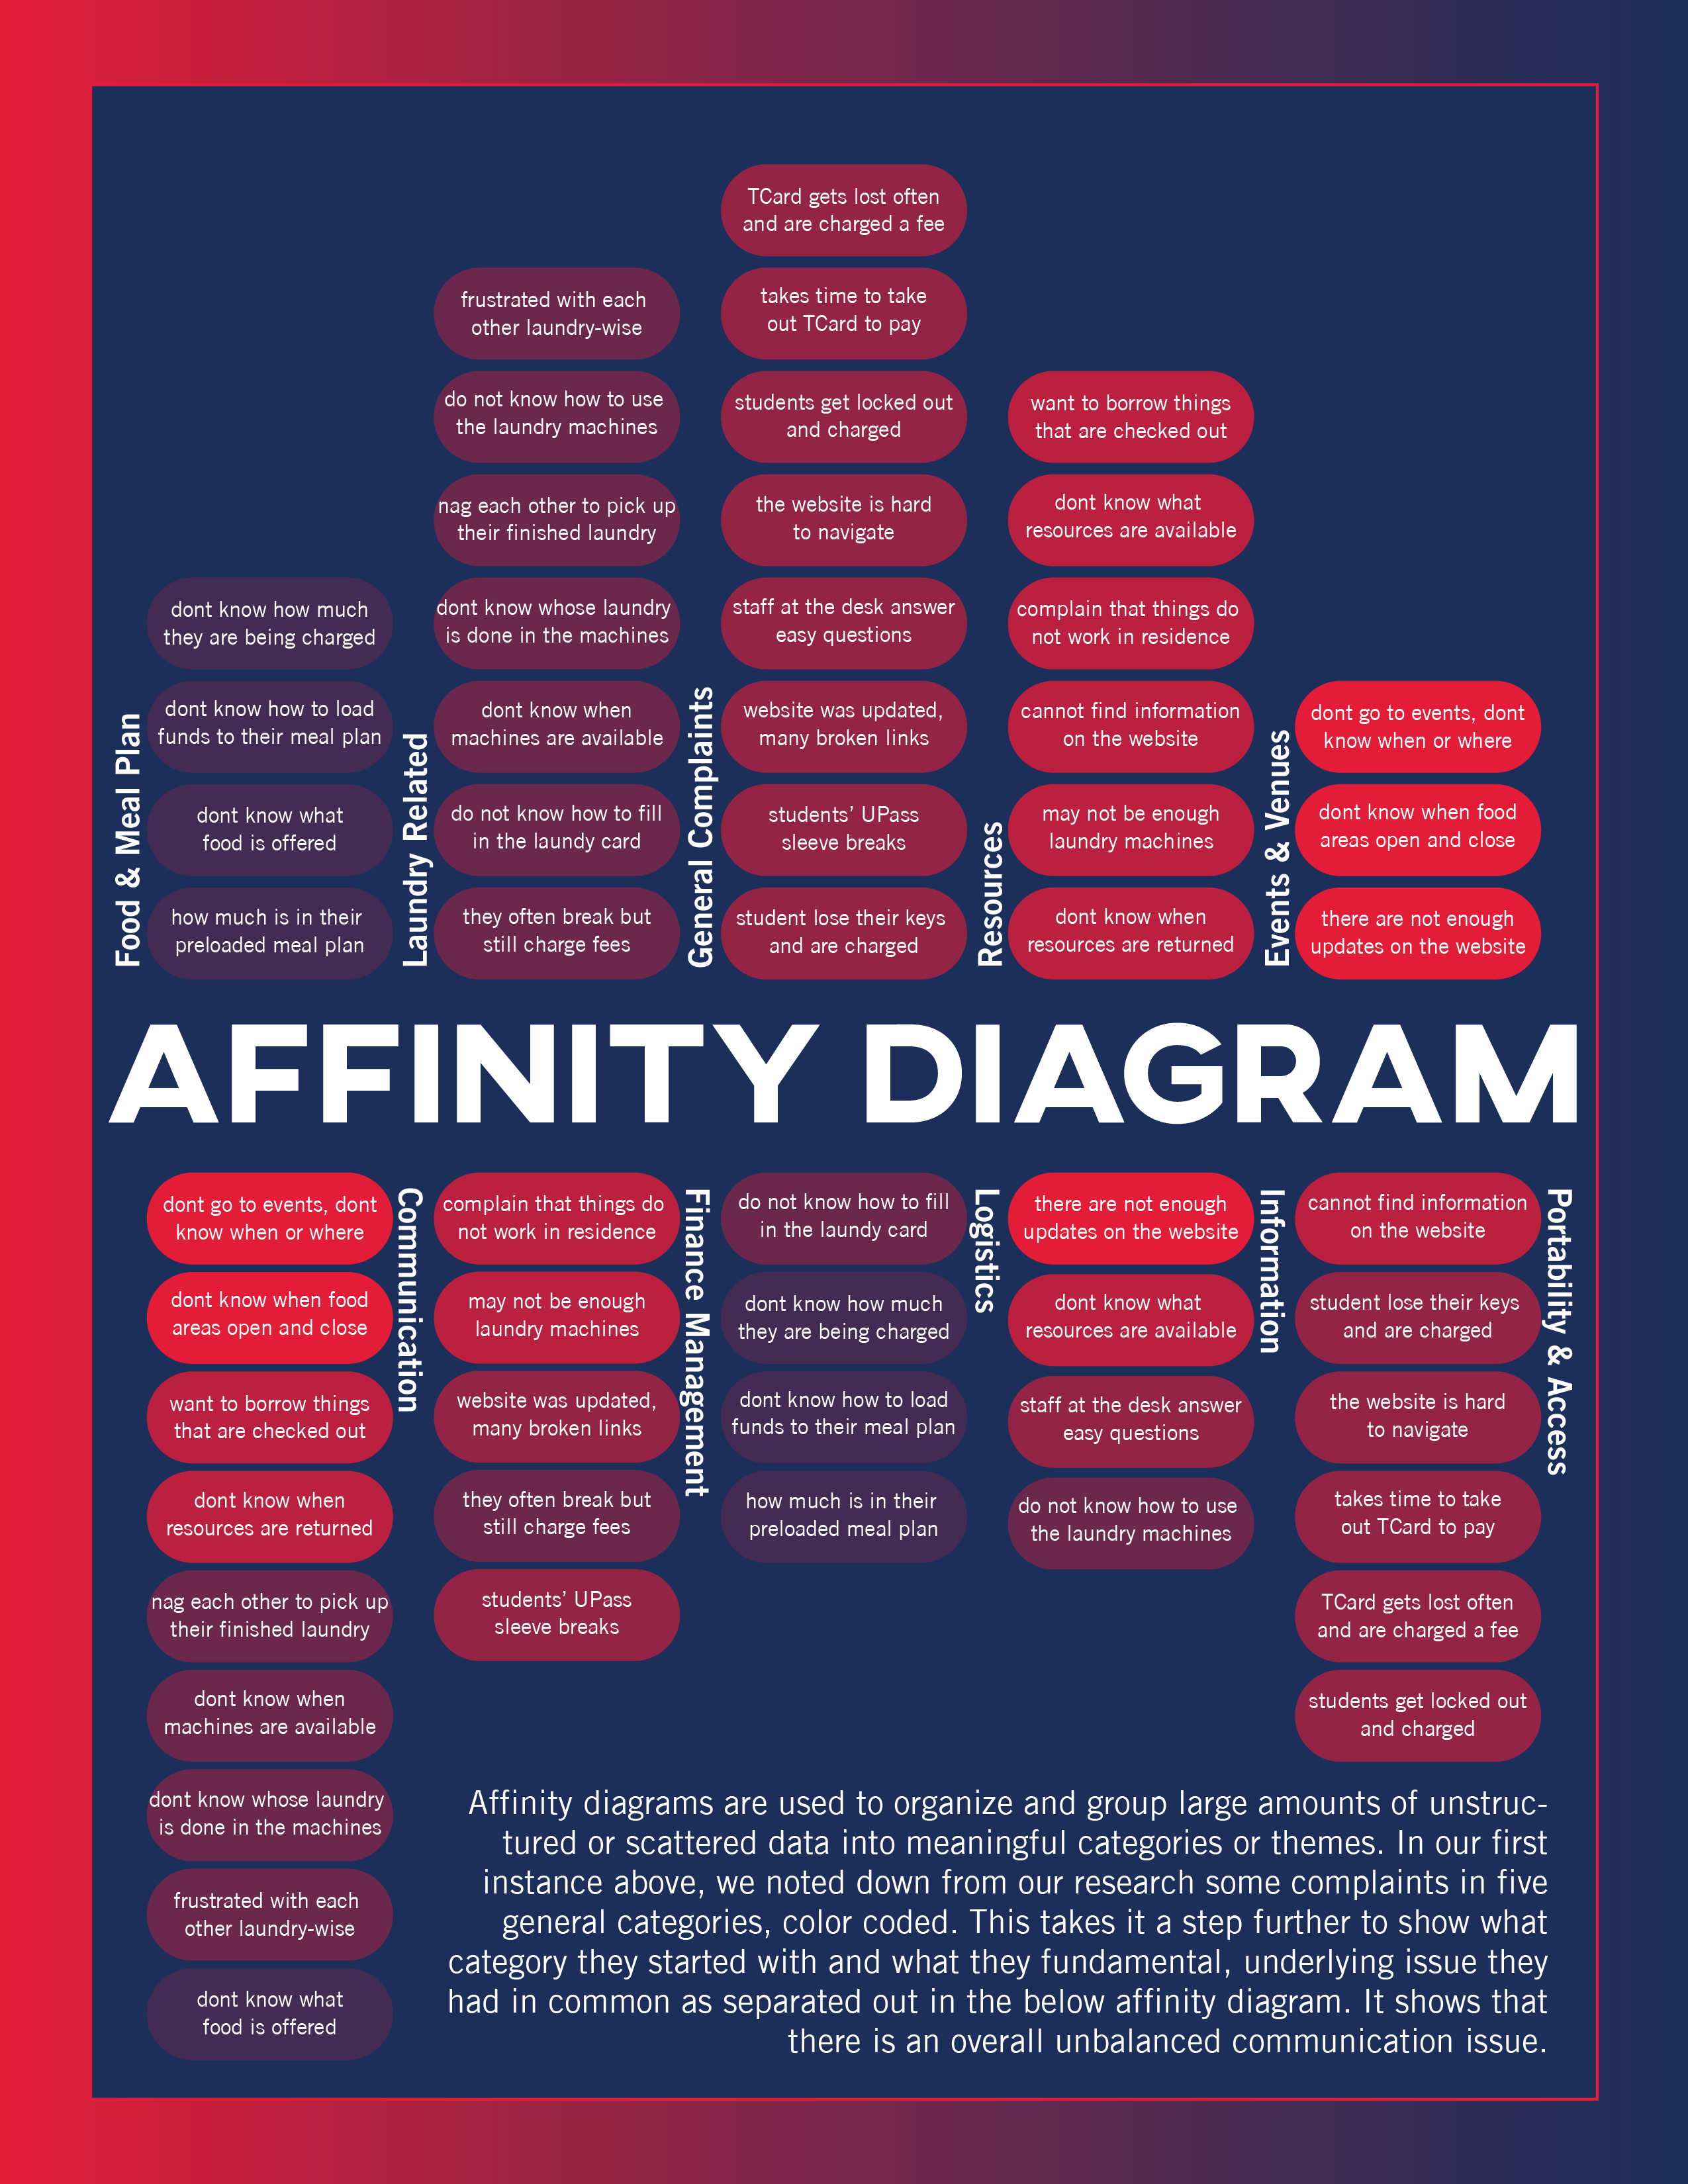 Food & Meal Plan
dont know how much
they are being charged
dont know how to load
funds to their meal plan
dont know what
food is offered
how much is in their
preloaded meal plan
Laundry Related
frustrated with each
other laundry-wise
do not know how to use
the laundry machines
nag each other to pick up
their finished laundry
dont know whose laundry
is done in the machines
dont know when
machines are available
do not know how to fill
in the laundy card
they often break but
still charge fees
General Complaints
TCard gets lost often
and are charged a fee
takes time to take
out TCard to pay
students get locked out
and charged
the website is hard
to navigate
staff at the desk answer
easy questions
website was updated,
many broken links
students’ UPass
sleeve breaks
student lose their keys
and are charged
Resources
want to borrow things
that are checked out
dont know what
resources are available
complain that things do
not work in residence
cannot find information
on the website
may not be enough
laundry machines
dont know when
resources are returned
Events & Venues
dont go to events, dont
know when or where
dont know when food
areas open and close
there are not enough
updates on the website
AFFINITY DIAGRAM
dont go to events, dont
know when or where
dont know when food
areas open and close
want to borrow things
that are checked out
dont know when
resources are returned
nag each other to pick up
their finished laundry
dont know when
machines are available
dont know whose laundry
is done in the machines
frustrated with each
other laundry-wise
dont know what
food is offered
Communication
complain that things do
not work in residence
may not be enough
laundry machines
website was updated,
many broken links
they often break but
still charge fees
students’ UPass
sleeve breaks
Finance Management
do not know how to fill
in the laundy card
dont know how much
they are being charged
dont know how to load
funds to their meal plan
how much is in their
preloaded meal plan
Logistics
there are not enough
updates on the website
dont know what
resources are available
staff at the desk answer
easy questions
do not know how to use
the laundry machines
Information
cannot find information
on the website
student lose their keys
and are charged
the website is hard
to navigate
takes time to take
out TCard to pay
TCard gets lost often
and are charged a fee
students get locked out
and charged
Portability & Access
Affinity diagrams are used to organize and group large amounts of unstruc-
tured or scattered data into meaningful categories or themes. In our first
instance above, we noted down from our research some complaints in five
general categories, color coded. This takes it a step further to show what
category they started with and what they fundamental, underlying issue they
had in common as separated out in the below affinity diagram. It shows that
there is an overall unbalanced communication issue.